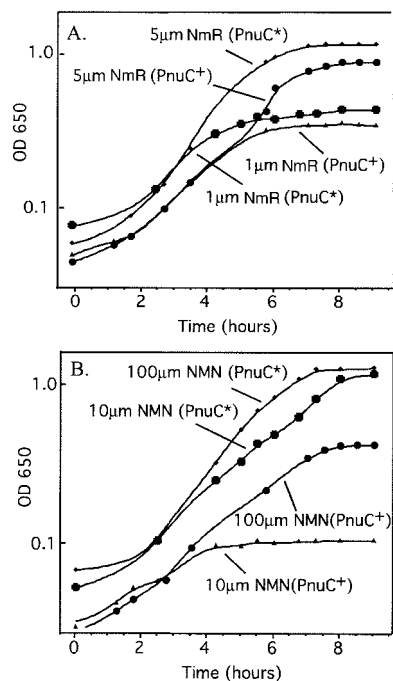 A.
5µm NmR (PnuC*)
5µm NmR (PnuC+)
1.0
OD 650
0.1
1µm NmR (PnuC+)
1µm NmR (PnuC*)
0 2 4 6 8
Time (hours)
B.
100µm NMN (PnuC*)
1.0
10µm NMN (PnuC*)
OD 650
100µm NMN(PnuC+)
0.1
10µm NMN(PnuC+)
0 2 4 6 8
Time (hours)